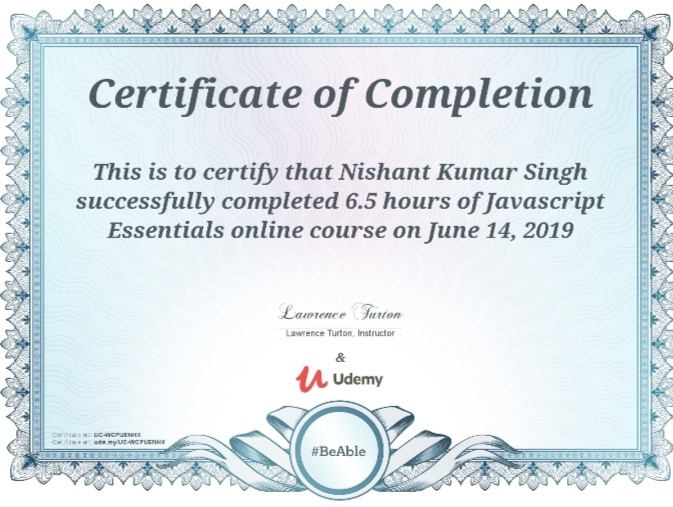 Certificate of Completion
This is to certify that Nishant Kumar Singh
successfully completed 6.5 hours of Javascript
Essentials online course on June 14, 2019
Lawrence Turton
Lawrence Turton, Instructor
&
Udemy
#BeAble
Certificate no: UC-WCPUENHX
Certificate url: ude.my/UC-WCPUENHX